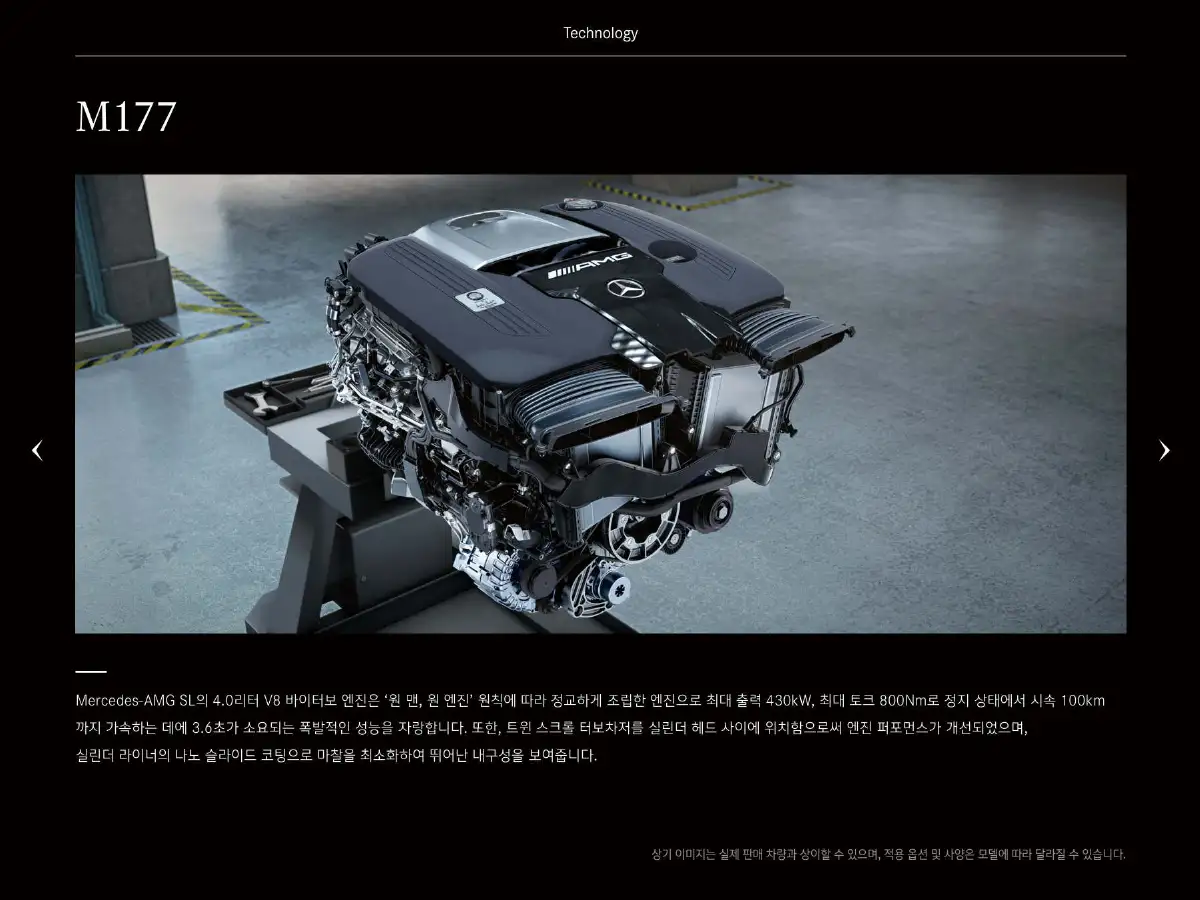 Technology
M177
AMG
Mercedes-AMG SL의 4.0리터 V8 바이터보 엔진은 ‘원 맨, 원 엔진’ 원칙에 따라 정교하게 조립한 엔진으로 최대 출력 430kW, 최대 토크 800Nm로 정지 상태에서 시속 100km
까지 가속하는 데에 3.6초가 소요되는 폭발적인 성능을 자랑합니다. 또한, 트윈 스크롤 터보차저를 실린더 헤드 사이에 위치함으로써 엔진 퍼포먼스가 개선되었으며,
실린더 라이너의 나노 슬라이드 코팅으로 마찰을 최소화하여 뛰어난 내구성을 보여줍니다.
상기 이미지는 실제 판매 차량과 상이할 수 있으며, 적용 옵션 및 사양은 모델에 따라 달라질 수 있습니다.